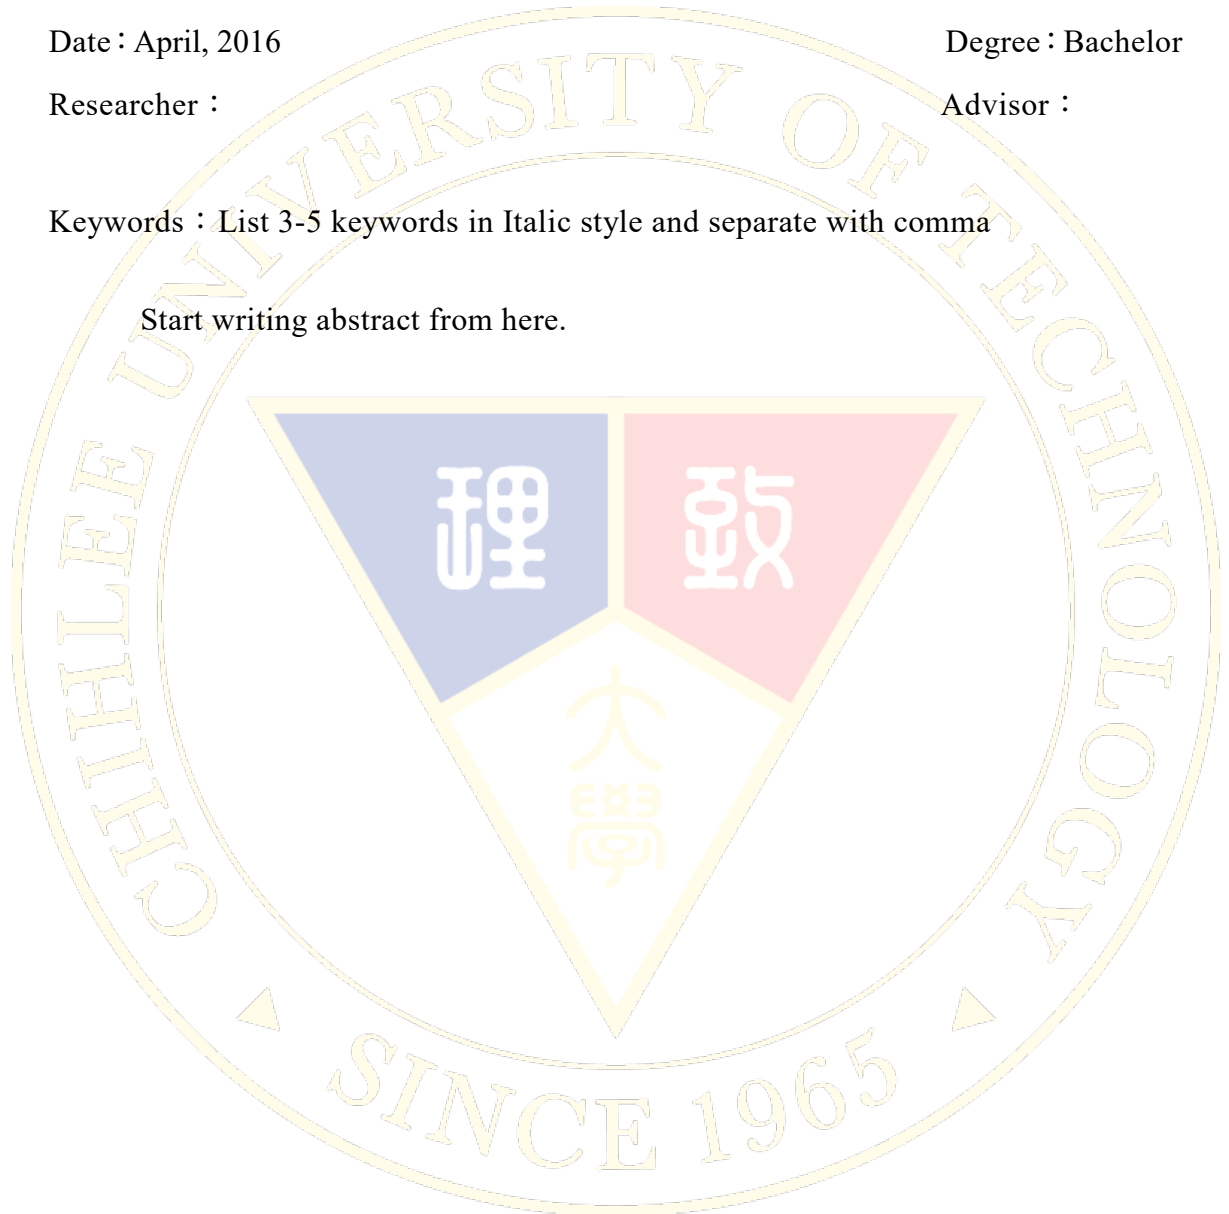 Date：April, 2016 Degree：Bachelor
Researcher： Advisor：
Keywords：List 3-5 keywords in Italic style and separate with comma
Start writing abstract from here.
CHIHLEE UNIVERSITY OF TECHNOLOGY
理 致
大
學
SINCE 1965